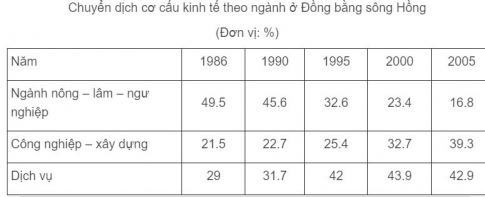 Chuyển dịch cơ cấu kinh tế theo ngành ở Đồng bằng sông Hồng
(Đơn vị: %)
Năm 1986 1990 1995 2000 2005
Ngành nông – lâm – ngư
nghiệp 49.5 45.6 32.6 23.4 16.8
Công nghiệp – xây dựng 21.5 22.7 25.4 32.7 39.3
Dịch vụ 29 31.7 42 43.9 42.9